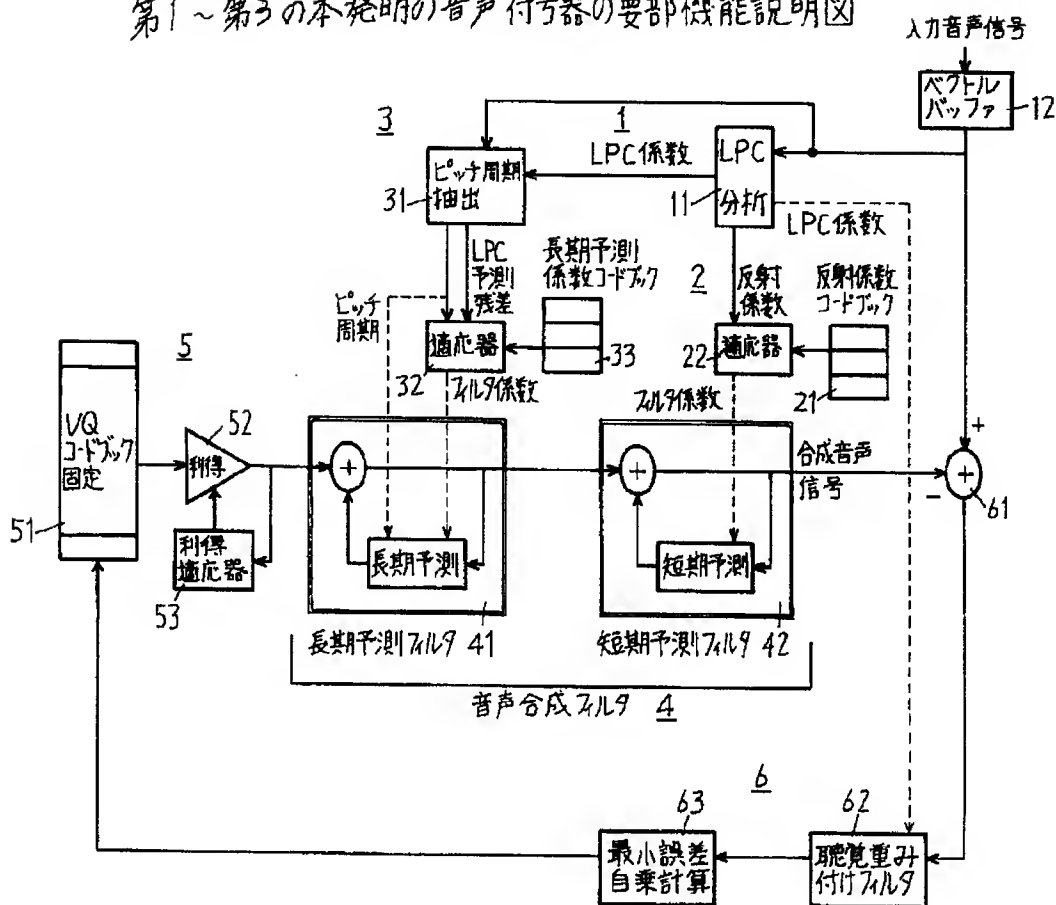 第1～第3の本発明の音声符号器の要部機能説明図
入力音声信号
ベクトル
バッファ
12
3
1
LPC係数
ピッチ周期
抽出
31
LPC
分析
11
LPC係数
LPC
予測
残差
長期予測
係数コードブック
2
反射
係数
反射係数
コードブック
ピッチ
周期
適応器
32
33
適応器
22
21
フィルタ係数
フィルタ係数
5
VQ
コードブック
固定
51
52
利得
利得
適応器
53
+
長期予測
長期予測フィルタ 41
+
短期予測
短期予測フィルタ 42
合成音声
信号
+
−
+
61
音声合成フィルタ 4
6
63
最小誤差
自乗計算
62
聴覚重み
付けフィルタ